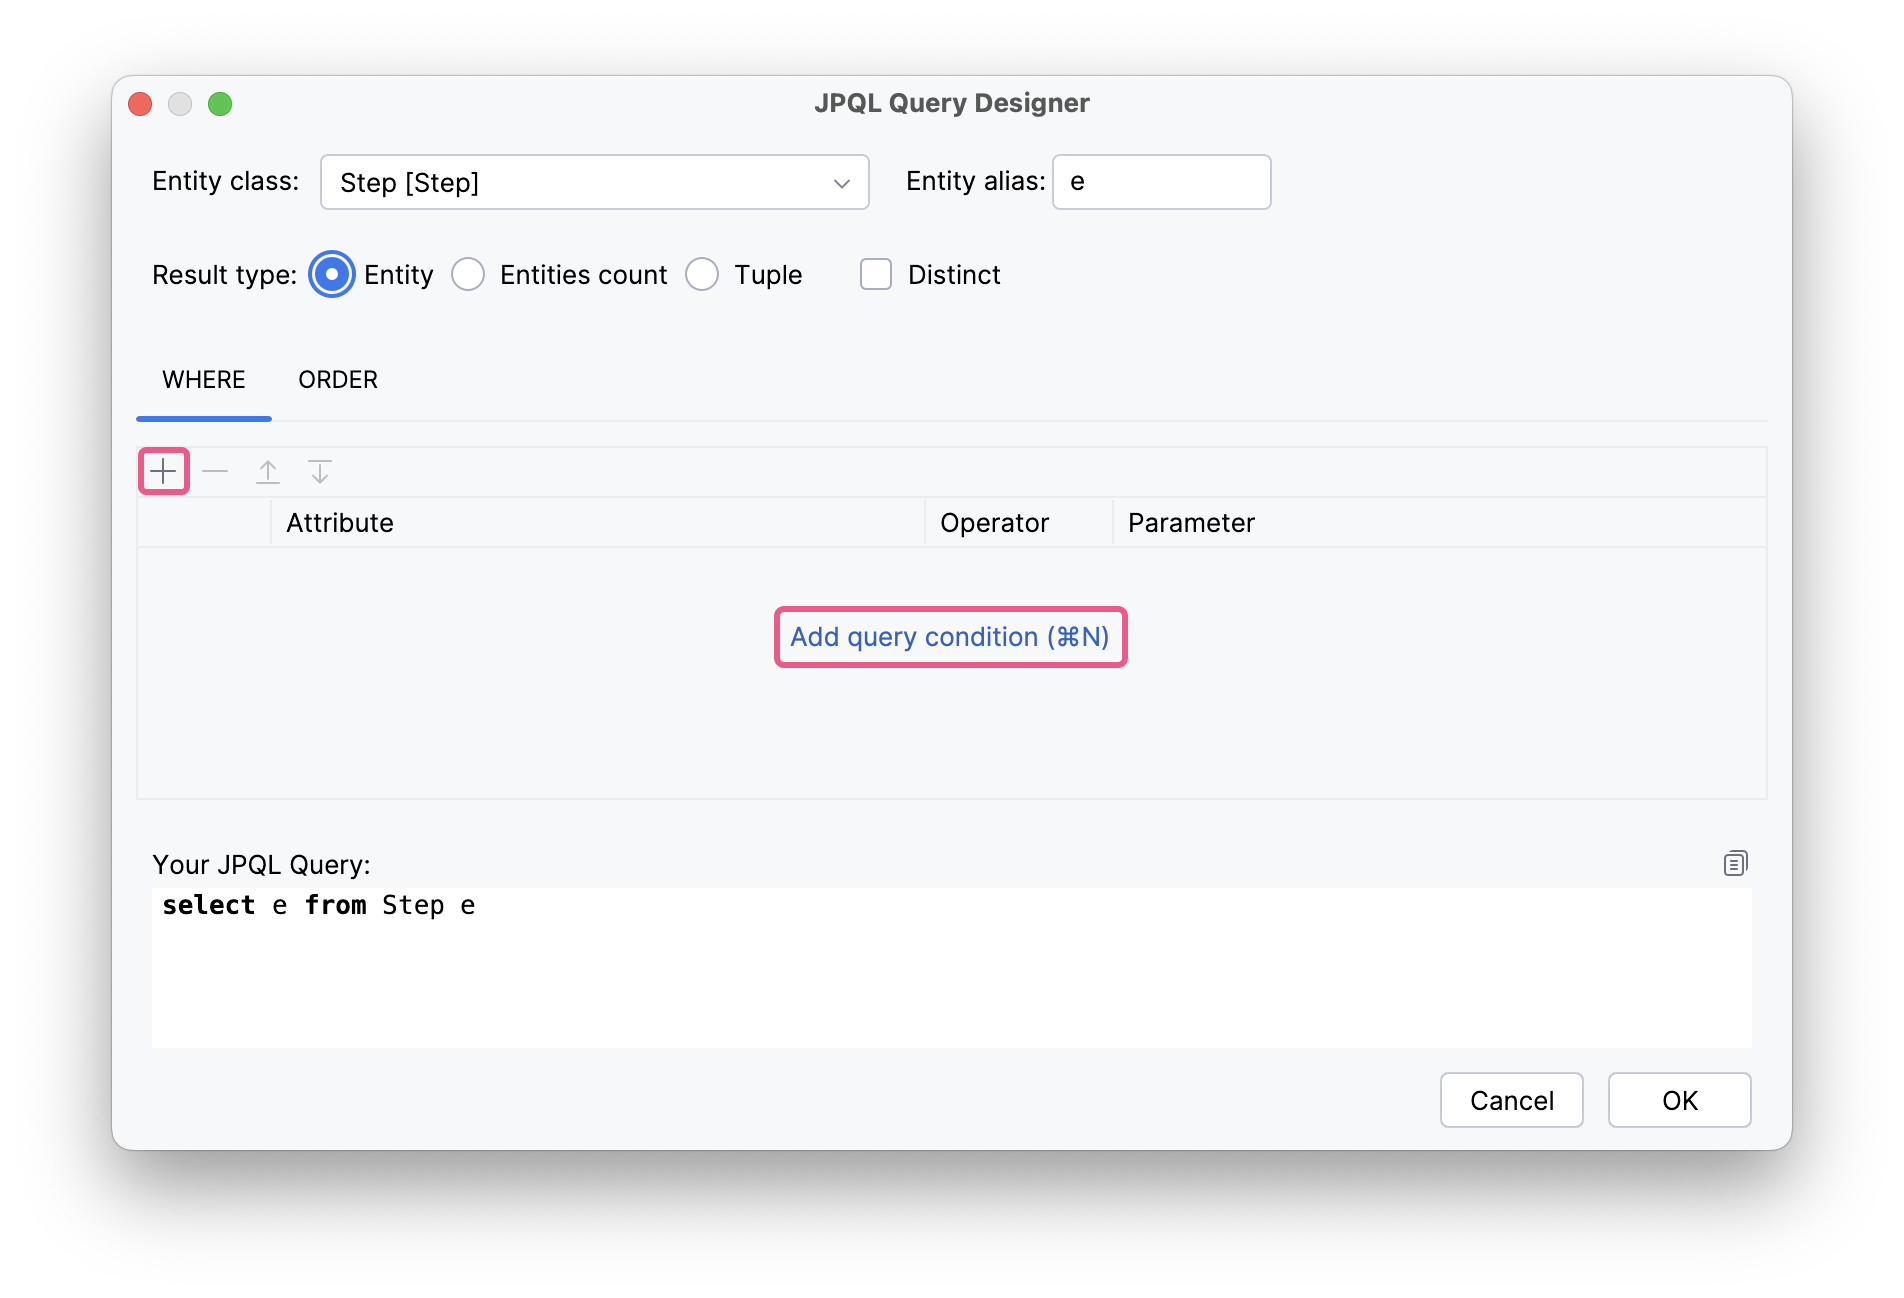 JPQL Query Designer
Entity class: Step [Step] Entity alias: e
Result type: Entity Entities count Tuple Distinct
WHERE ORDER
Attribute Operator Parameter
Add query condition (⌘N)
Your JPQL Query:
select e from Step e
Cancel OK